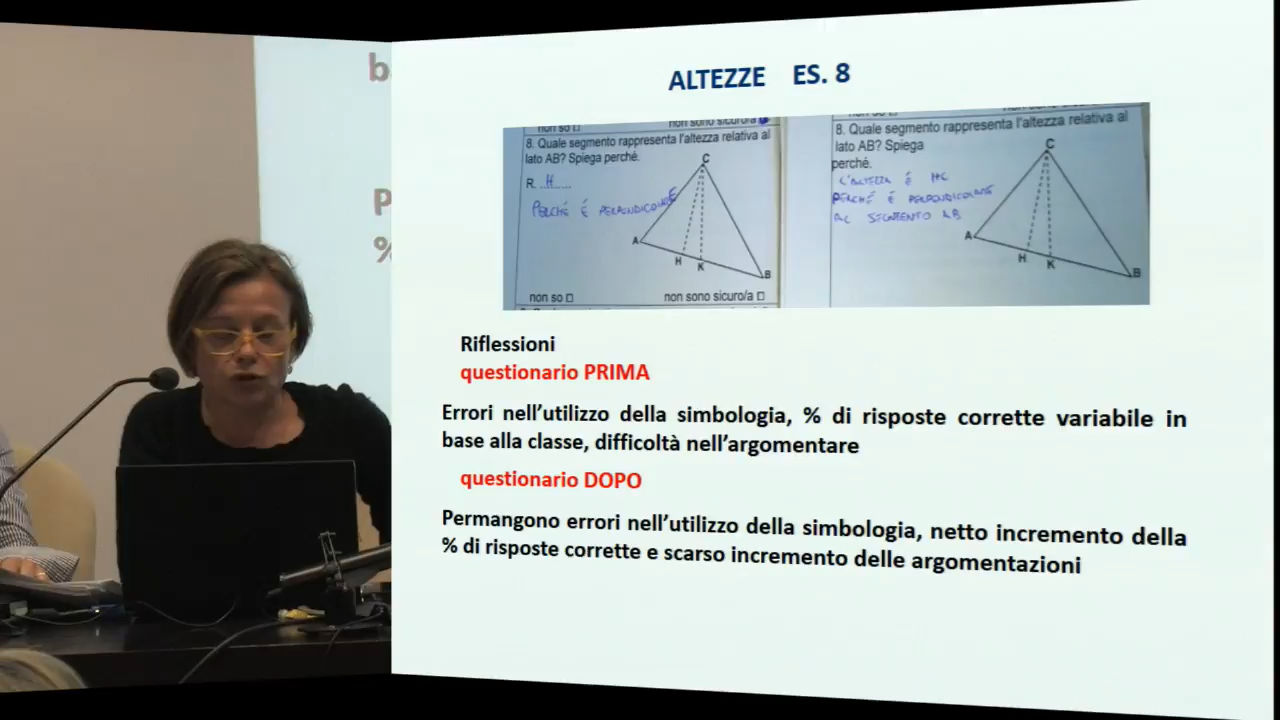 b
P
%
ALTEZZE ES. 8
non so □ non sono sicuro/a
8. Quale segmento rappresenta l'altezza relativa al
lato AB? Spiega perché.
R. H
PERCHÉ É PERPENDICOLARE
C
A
H
K
B
non so □ non sono sicuro/a □
8. Quale segmento rappresenta l'altezza relativa al
lato AB? Spiega
perché.
L'ALTEZZA É HC
PERCHÉ É PERPENDICOLARE
AL SEGMENTO AB
C
A
H
K
B
Riflessioni
questionario PRIMA
Errori nell'utilizzo della simbologia, % di risposte corrette variabile in
base alla classe, difficoltà nell'argomentare
questionario DOPO
Permangono errori nell'utilizzo della simbologia, netto incremento della
% di risposte corrette e scarso incremento delle argomentazioni